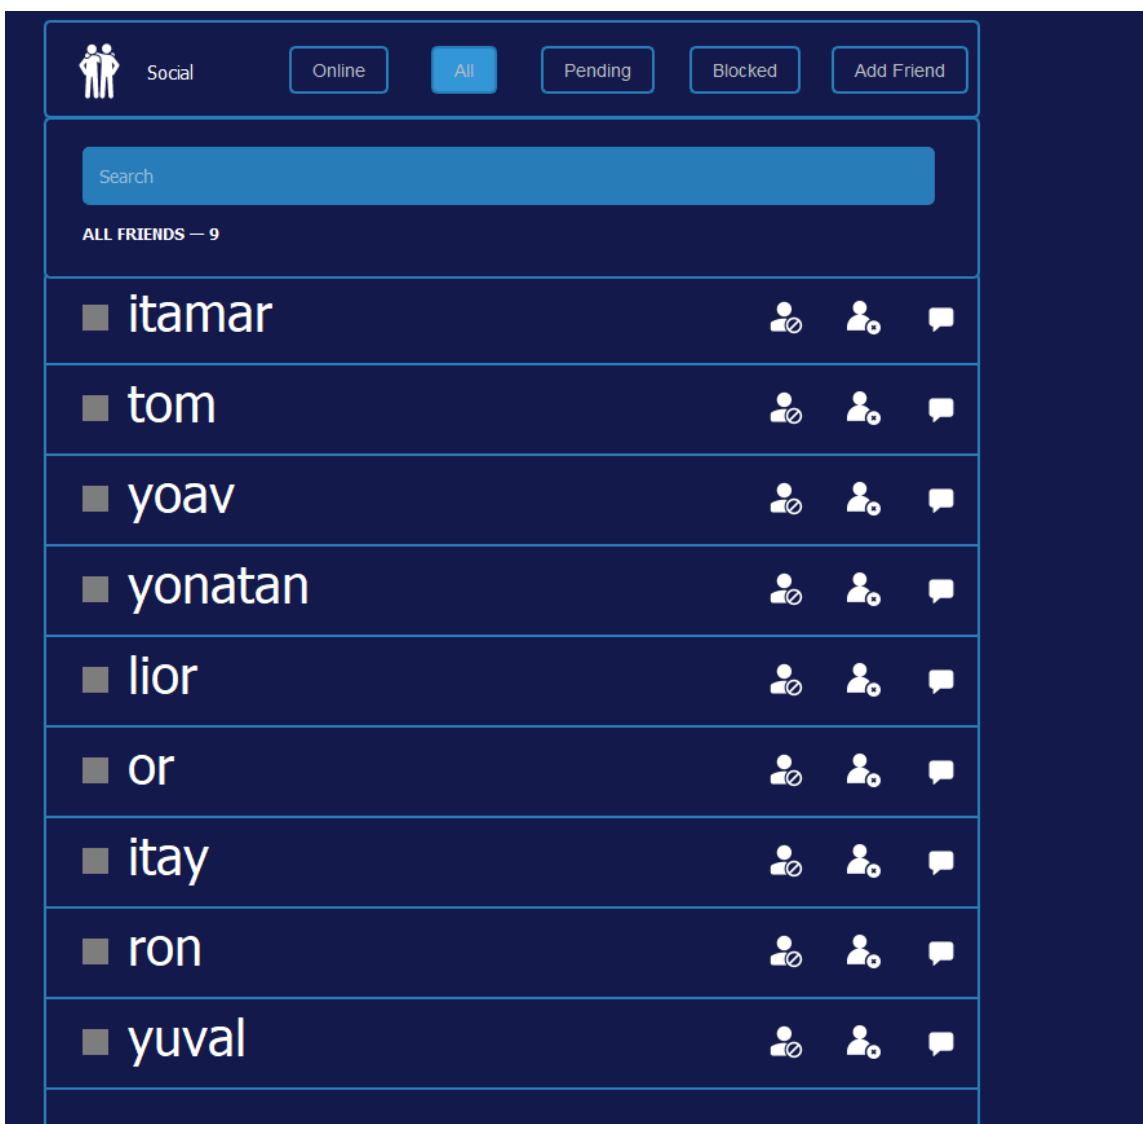 Social Online All Pending Blocked Add Friend
Search
ALL FRIENDS — 9
itamar
tom
yoav
yonatan
lior
or
itay
ron
yuval